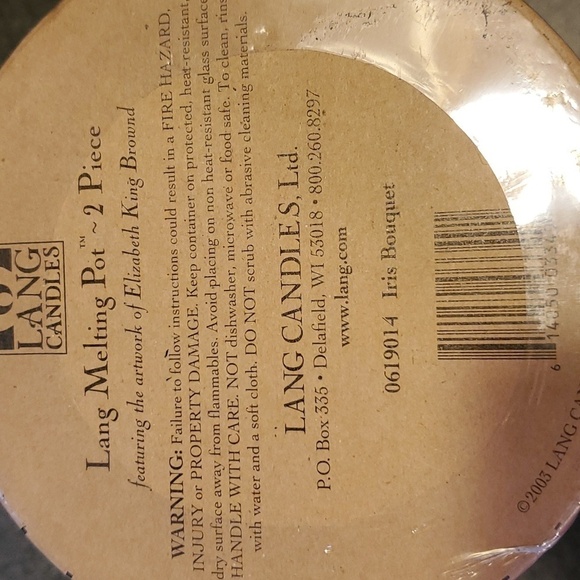 LANG
CANDLES
Lang Melting Pot™ ~ 2 Piece
featuring the artwork of Elizabeth King Brownd
WARNING: Failure to follow instructions could result in a FIRE HAZARD,
INJURY or PROPERTY DAMAGE. Keep container on protected, heat-resistant,
dry surface away from flammables. Avoid placing on non heat-resistant glass surface
HANDLE WITH CARE. NOT dishwasher, microwave or food safe. To clean, rins
with water and a soft cloth. DO NOT scrub with abrasive cleaning materials.
LANG CANDLES, Ltd.
P.O. Box 335 • Delafield, WI 53018 • 800.260.8297
www.lang.com
0619014 Iris Bouquet
© 2003 LANG